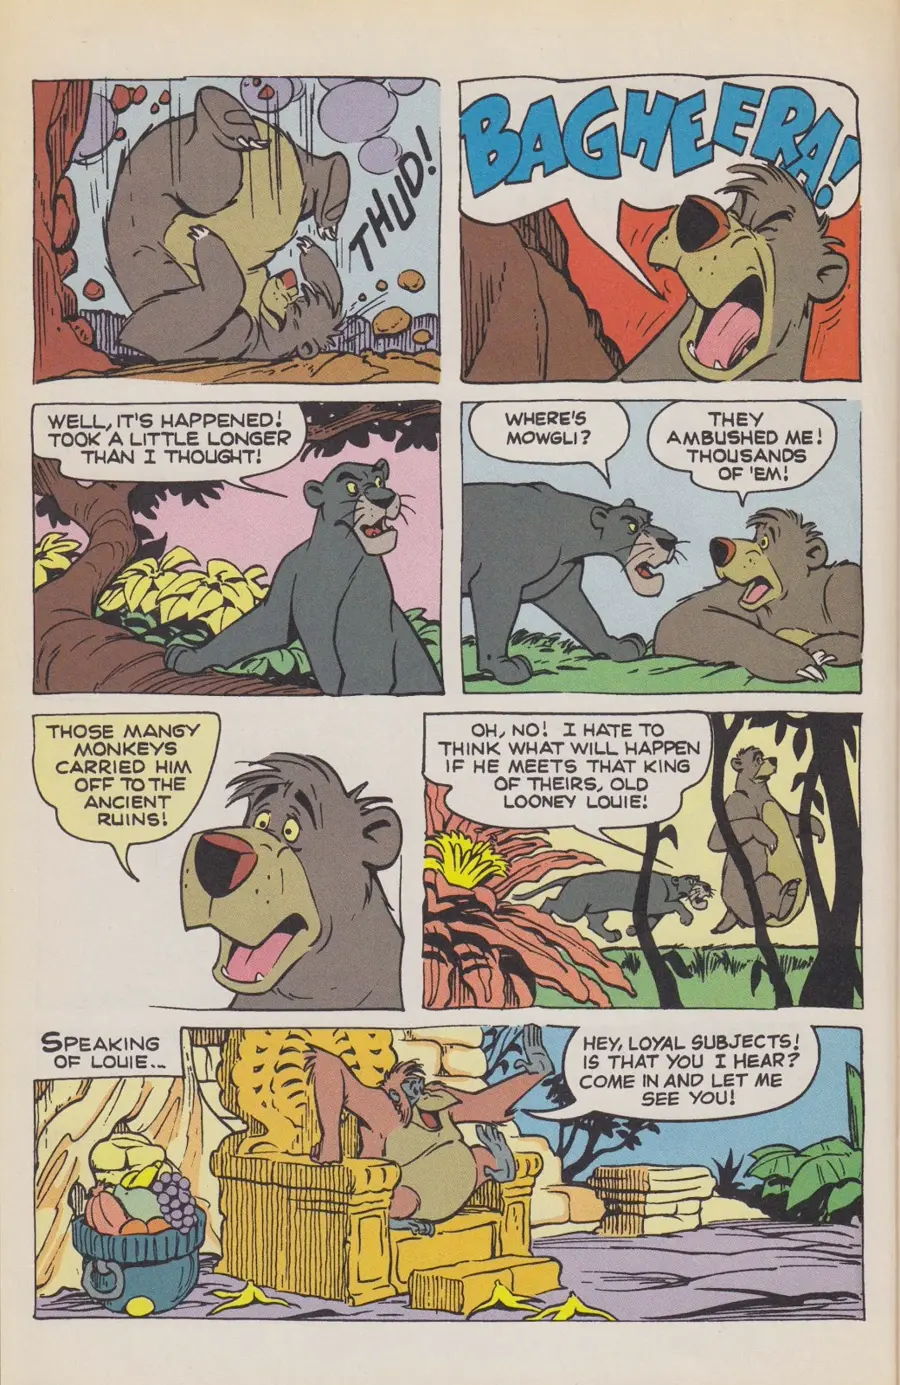 THUD!
BAGHEERA!
WELL, IT'S HAPPENED!
TOOK A LITTLE LONGER
THAN I THOUGHT!
WHERE'S
MOWGLI?
THEY
AMBUSHED ME!
THOUSANDS
OF 'EM!
THOSE MANGY
MONKEYS
CARRIED HIM
OFF TO THE
ANCIENT
RUINS!
OH, NO! I HATE TO
THINK WHAT WILL HAPPEN
IF HE MEETS THAT KING
OF THEIRS, OLD
LOONEY LOUIE!
SPEAKING
OF LOUIE...
HEY, LOYAL SUBJECTS!
IS THAT YOU I HEAR?
COME IN AND LET ME
SEE YOU!